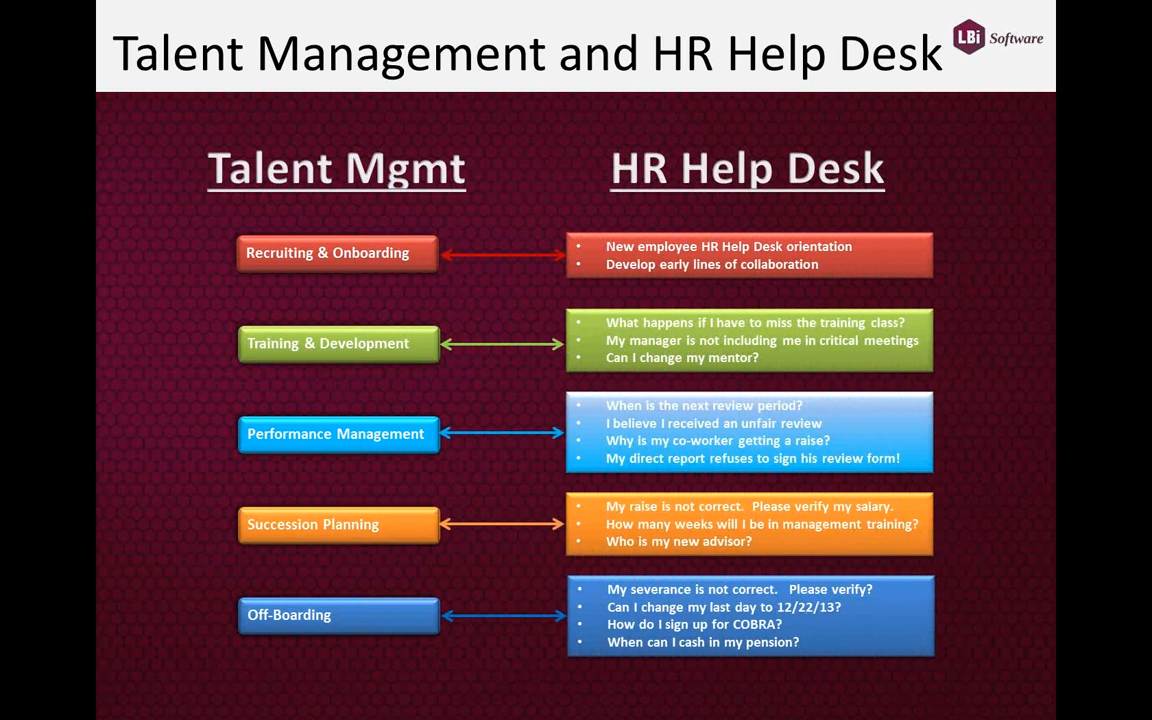 Talent Management and HR Help Desk
LBi Software
Talent Mgmt
HR Help Desk
Recruiting & Onboarding
• New employee HR Help Desk orientation
• Develop early lines of collaboration
Training & Development
• What happens if I have to miss the training class?
• My manager is not including me in critical meetings
• Can I change my mentor?
Performance Management
• When is the next review period?
• I believe I received an unfair review
• Why is my co-worker getting a raise?
• My direct report refuses to sign his review form!
Succession Planning
• My raise is not correct.  Please verify my salary.
• How many weeks will I be in management training?
• Who is my new advisor?
Off-Boarding
• My severance is not correct.   Please verify?
• Can I change my last day to 12/22/13?
• How do I sign up for COBRA?
• When can I cash in my pension?